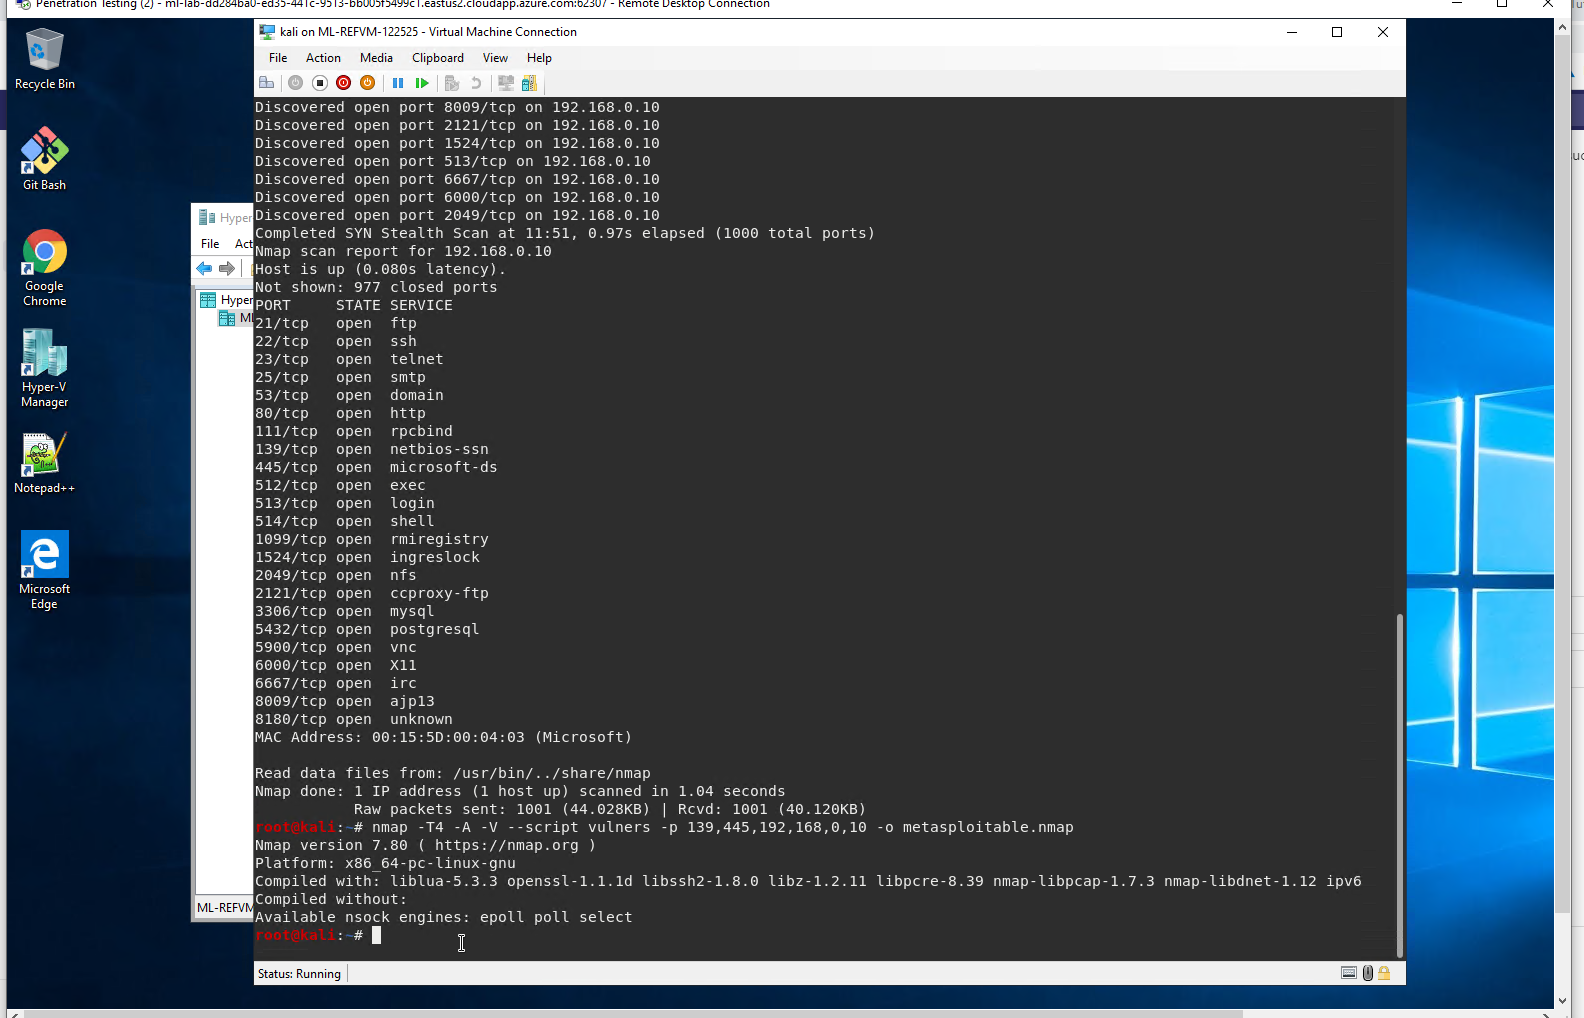 Penetration Testing (2) - ml-lab-dd284ba0-ed35-441c-9513-bb005f5499c1.eastus2.cloudapp.azure.com:62307 - Remote Desktop Connection
kali on ML-REFVM-122525 - Virtual Machine Connection
File Action Media Clipboard View Help
Recycle Bin
Git Bash
Google
Chrome
Hyper-V
Manager
Notepad++
Microsoft
Edge
Hyper
File Act
Hyper
ML-REFVM
Discovered open port 8009/tcp on 192.168.0.10
Discovered open port 2121/tcp on 192.168.0.10
Discovered open port 1524/tcp on 192.168.0.10
Discovered open port 513/tcp on 192.168.0.10
Discovered open port 6667/tcp on 192.168.0.10
Discovered open port 6000/tcp on 192.168.0.10
Discovered open port 2049/tcp on 192.168.0.10
Completed SYN Stealth Scan at 11:51, 0.97s elapsed (1000 total ports)
Nmap scan report for 192.168.0.10
Host is up (0.080s latency).
Not shown: 977 closed ports
PORT     STATE SERVICE
21/tcp   open  ftp
22/tcp   open  ssh
23/tcp   open  telnet
25/tcp   open  smtp
53/tcp   open  domain
80/tcp   open  http
111/tcp  open  rpcbind
139/tcp  open  netbios-ssn
445/tcp  open  microsoft-ds
512/tcp  open  exec
513/tcp  open  login
514/tcp  open  shell
1099/tcp open  rmiregistry
1524/tcp open  ingreslock
2049/tcp open  nfs
2121/tcp open  ccproxy-ftp
3306/tcp open  mysql
5432/tcp open  postgresql
5900/tcp open  vnc
6000/tcp open  X11
6667/tcp open  irc
8009/tcp open  ajp13
8180/tcp open  unknown
MAC Address: 00:15:5D:00:04:03 (Microsoft)
Read data files from: /usr/bin/../share/nmap
Nmap done: 1 IP address (1 host up) scanned in 1.04 seconds
Raw packets sent: 1001 (44.028KB) | Rcvd: 1001 (40.120KB)
root@kali:~# nmap -T4 -A -V --script vulners -p 139,445,192,168,0,10 -o metasploitable.nmap
Nmap version 7.80 ( https://nmap.org )
Platform: x86_64-pc-linux-gnu
Compiled with: liblua-5.3.3 openssl-1.1.1d libssh2-1.8.0 libz-1.2.11 libpcre-8.39 nmap-libpcap-1.7.3 nmap-libdnet-1.12 ipv6
Compiled without:
Available nsock engines: epoll poll select
root@kali:~#
Status: Running